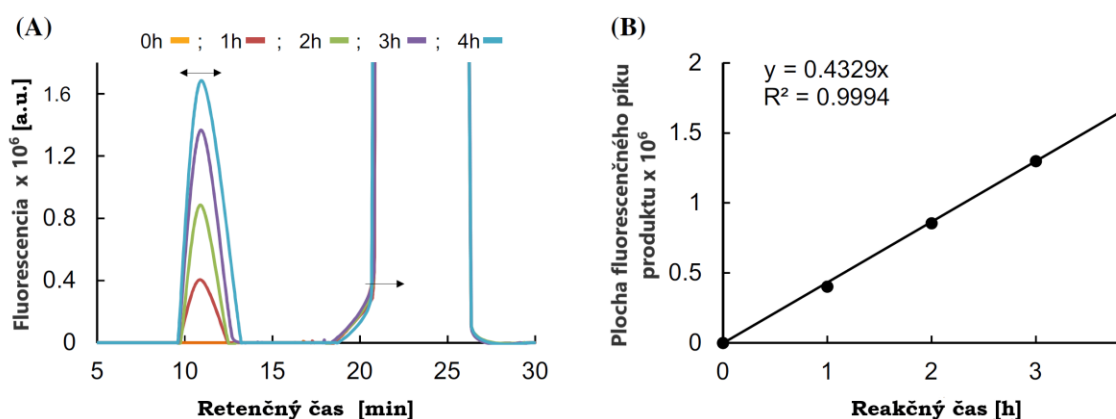 (A)
0h ; 1h ; 2h ; 3h ; 4h
Fluorescencia x 10⁶ [a.u.]
1.6
1.2
0.8
0.4
0
5 10 15 20 25 30
Retenčný čas [min]
(B)
y = 0.4329x
R² = 0.9994
Plocha fluorescenčného píku
produktu x 10⁶
2
1.5
1
0.5
0
0 1 2 3
Reakčný čas [h]